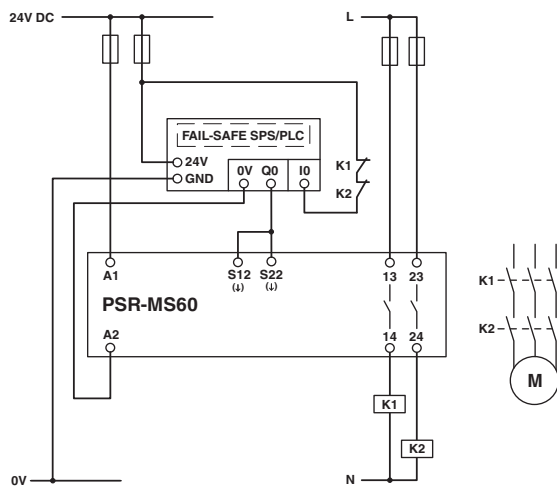 24V DC
L
FAIL-SAFE SPS/PLC
24V
GND
0V Q0 I0
K1
K2
A1
S12 S22
(↓) (↓)
13 23
PSR-MS60
A2
14 24
K1
K2
0V
N
K1
K2
M